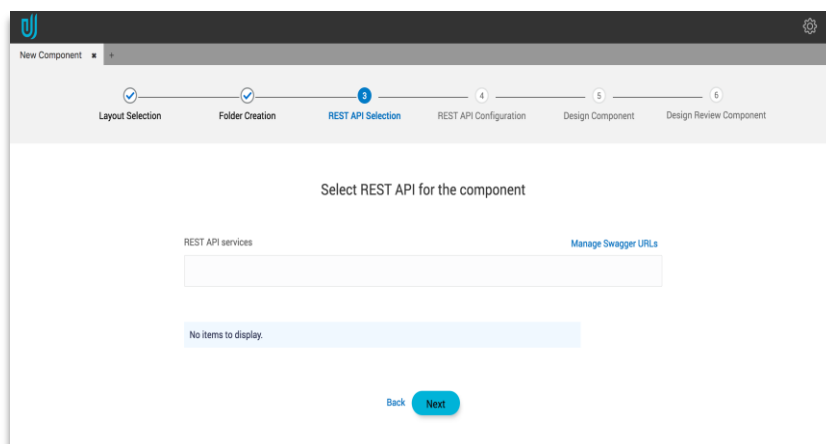 New Component ✖ +
3 4 5 6
Layout Selection Folder Creation REST API Selection REST API Configuration Design Component Design Review Component
Select REST API for the component
REST API services Manage Swagger URLs
No items to display.
Back Next